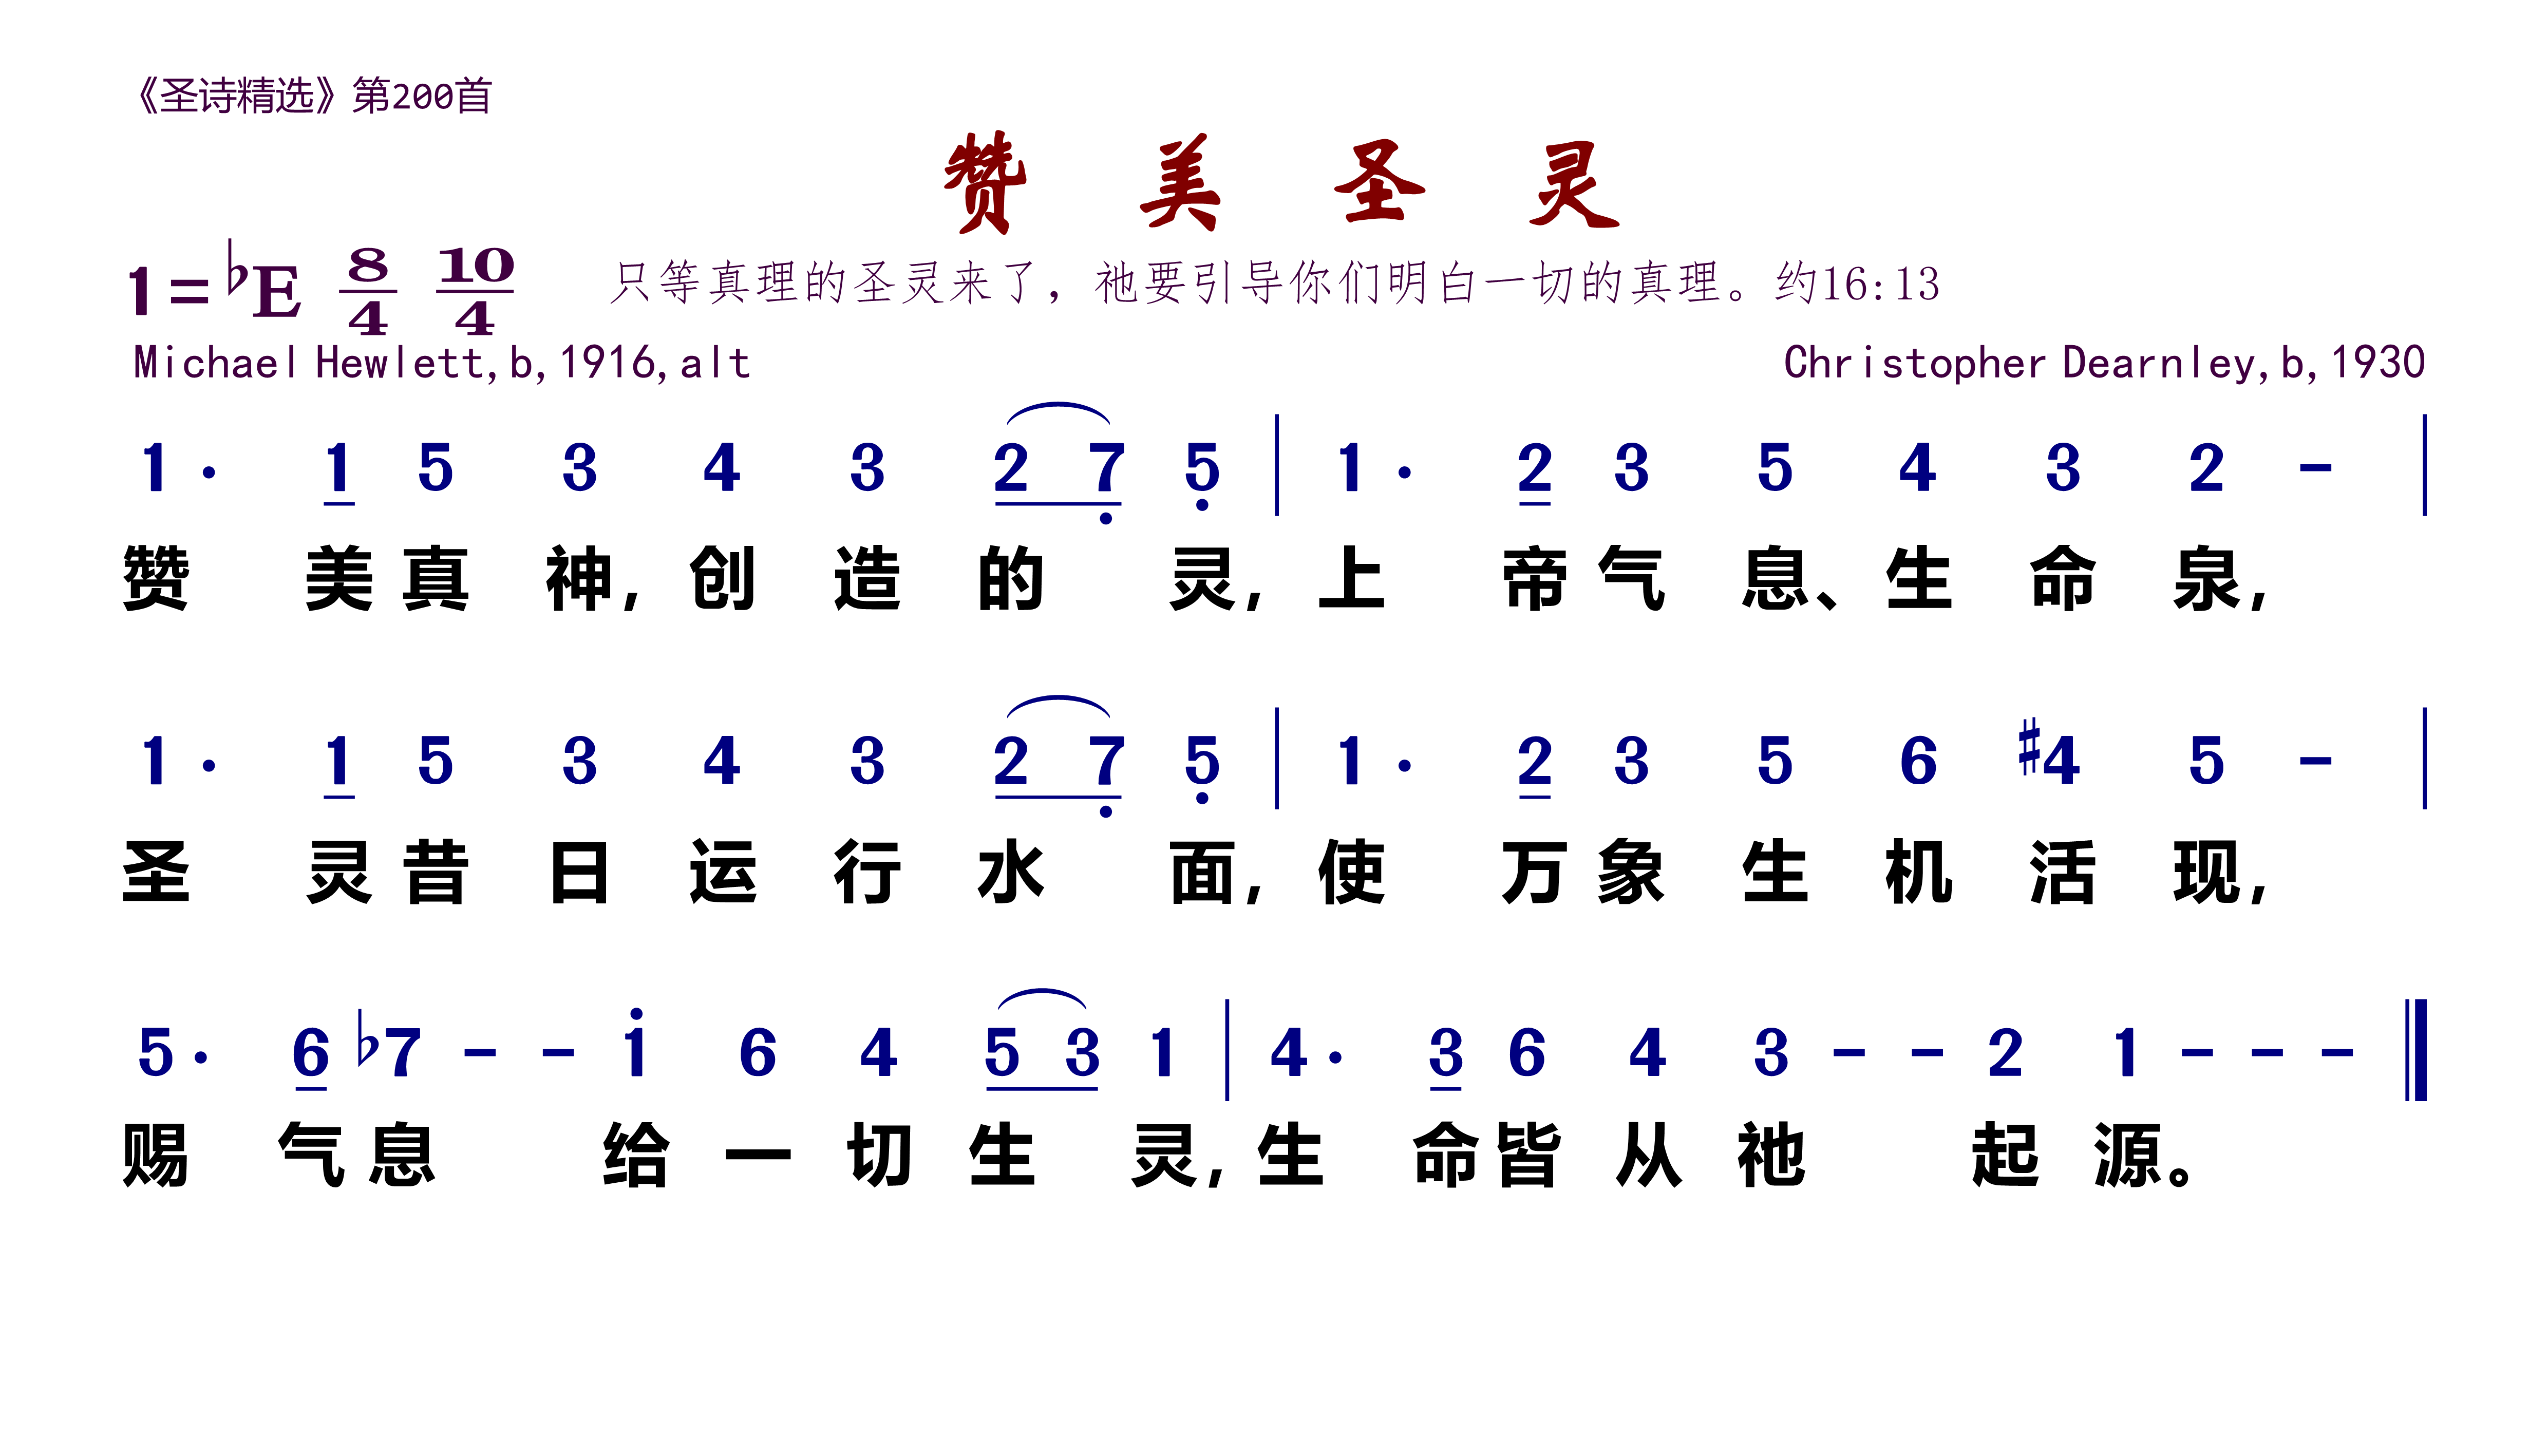 《圣诗精选》第200首
赞 美 圣 灵
1=♭E 8/4 10/4 只等真理的圣灵来了，祂要引导你们明白一切的真理。约16:13
Michael Hewlett,b,1916,alt Christopher Dearnley,b,1930
1· 1 5 3 4 3 2 7̣ 5̣ | 1· 2 3 5 4 3 2 - |
赞 美 真 神，创 造 的 灵，上 帝 气 息、生 命 泉，
1· 1 5 3 4 3 2 7̣ 5̣ | 1· 2 3 5 6 ♯4 5 - |
圣 灵 昔 日 运 行 水 面，使 万 象 生 机 活 现，
5· 6 ♭7 - - 1̇ 6 4 5 3 1 | 4· 3 6 4 3 - - 2 1 - - - ‖
赐 气 息 给 一 切 生 灵，生 命 皆 从 祂 起 源。